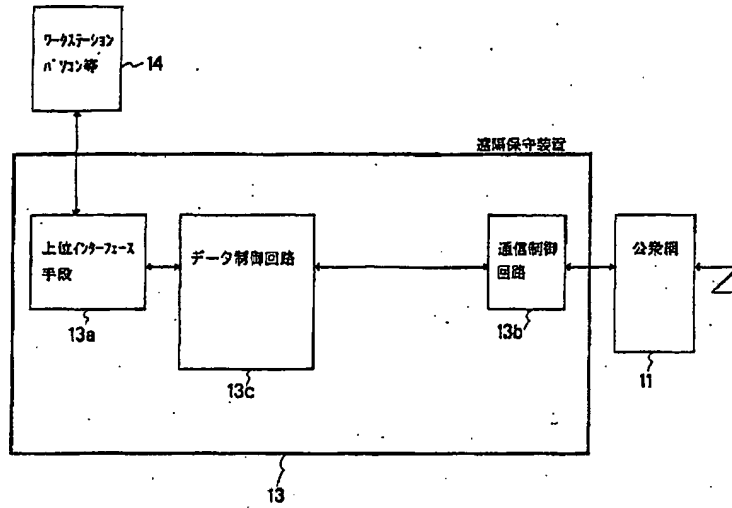 ワークステーション
パソコン等
14
遠隔保守装置
上位インターフェース
手段
13a
データ制御回路
13c
通信制御
回路
13b
公衆網
11
13